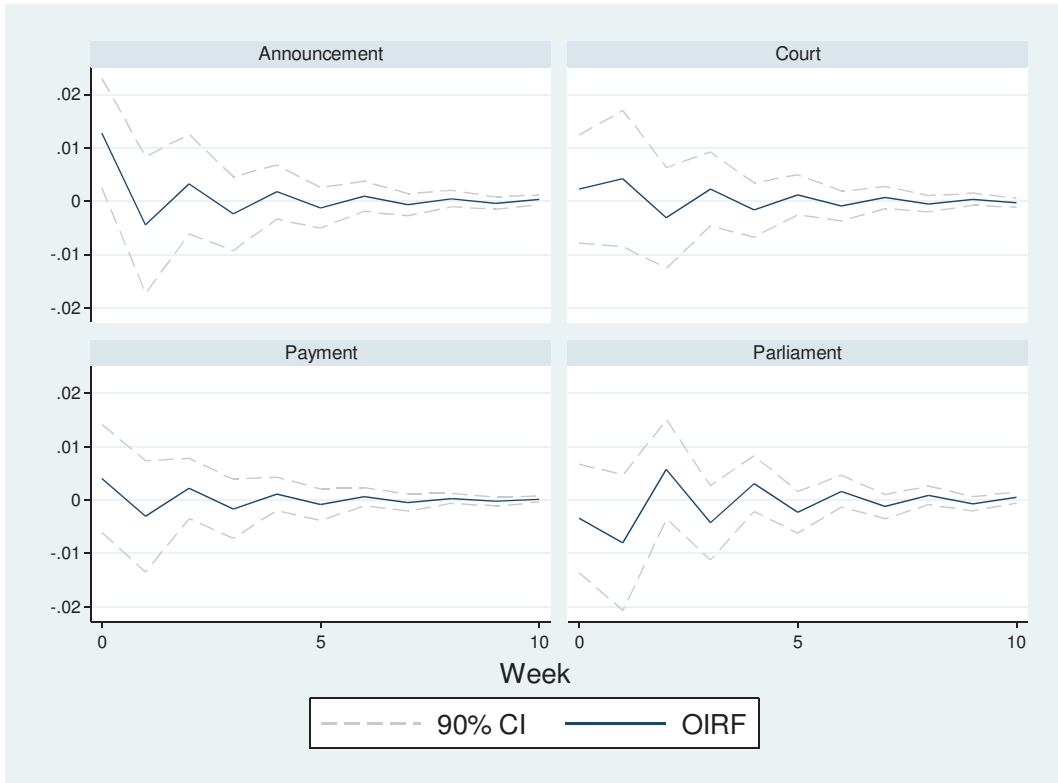 Announcement
Court
.02
.01
0
-.01
-.02
Payment
Parliament
.02
.01
0
-.01
-.02
0 5 10 0 5 10
Week
90% CI OIRF